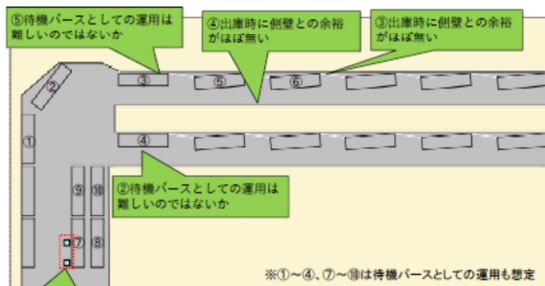 ⑤待機バースとしての運用は
難しいのではないか
④出庫時に側壁との余裕
がほぼ無い
③出庫時に側壁との余裕
がほぼ無い
②
③
⑤
⑥
①
④
②待機バースとしての運用は
難しいのではないか
⑨
⑩
⑦
⑧
※①～④、⑦～⑩は待機バースとしての運用も想定